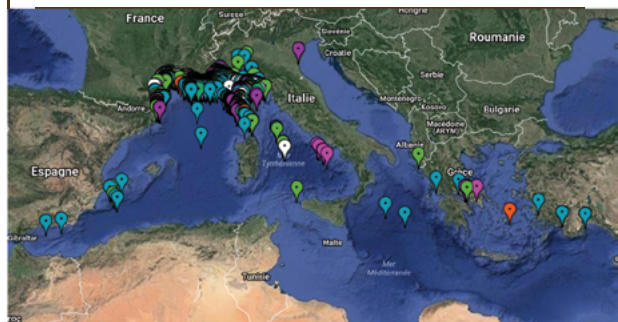 France
Suisse
Hongrie
Slovénie
Roumanie
Croatie
Serbie
Italie
Andorre
Monténégro
Kosovo
Bulgarie
Macédoine
(ARYM)
Albanie
Espagne
Tyrrhénienne
Grèce
Gibraltar
Malte
Mer
Méditerranée
Tunisie
roc